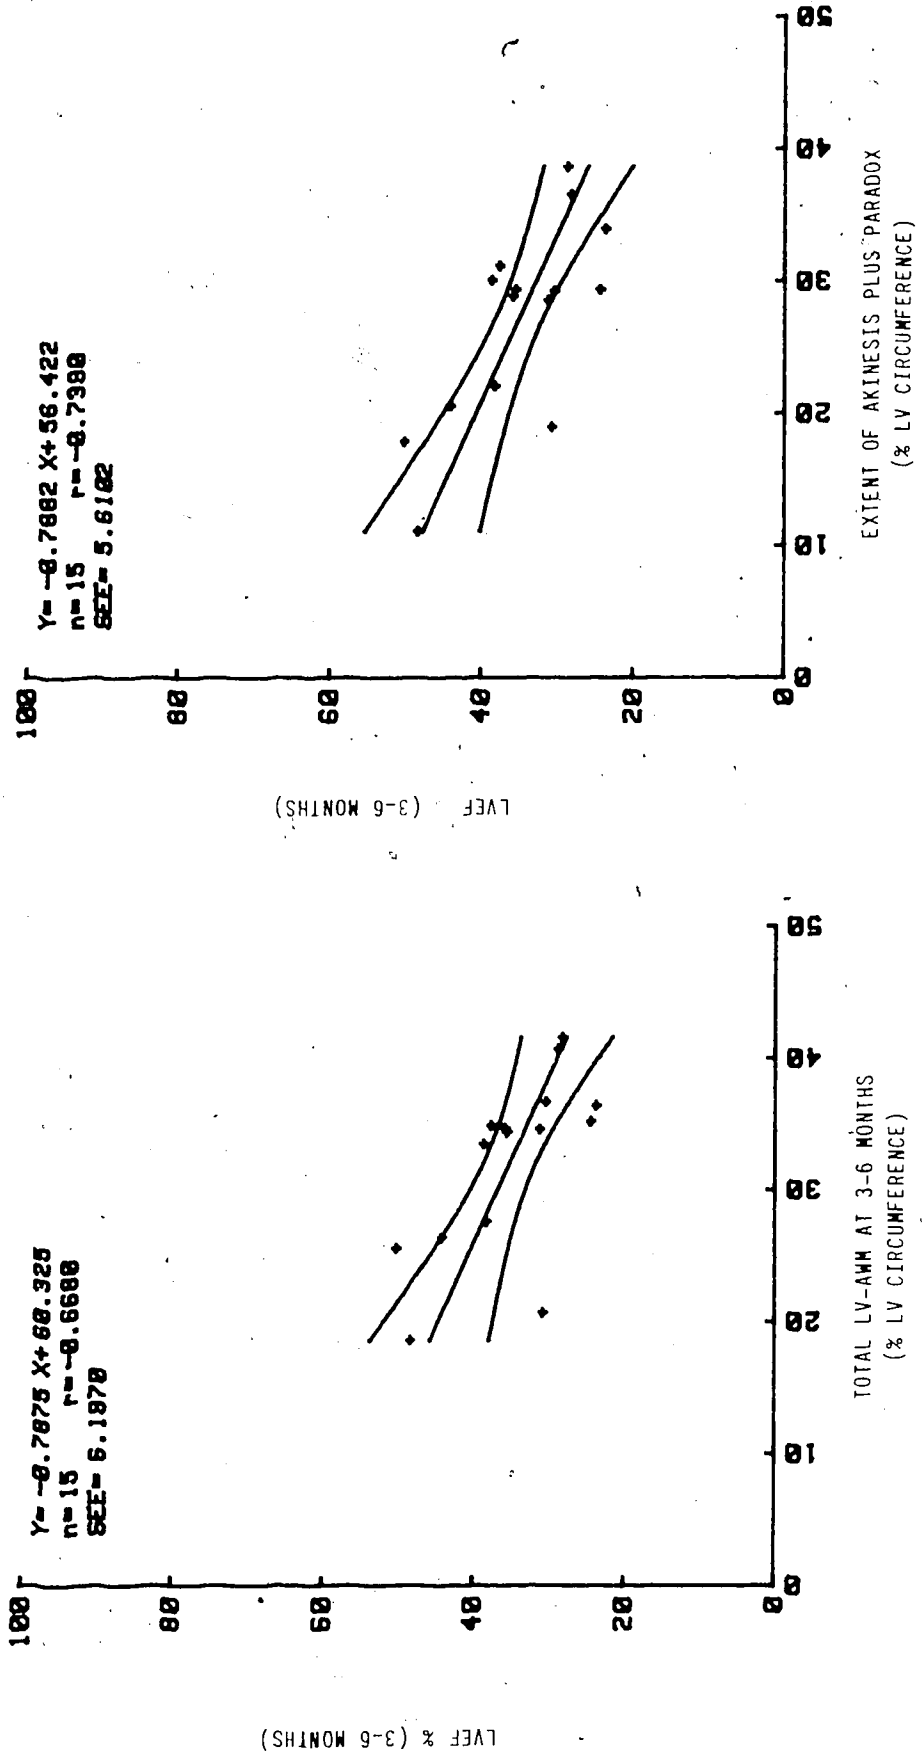 Y=-0.7875 X+60.325
n=15 r=-0.6680
SEE=6.1870
LVEF % (3-6 MONTHS)
100
80
60
40
20
0
0 10 20 30 40 50
TOTAL LV-AWM AT 3-6 MONTHS
(% LV CIRCUMFERENCE)
Y=-0.7882 X+56.422
n=15 r=-0.7380
SEE=5.6102
LVEF (3-6 MONTHS)
100
80
60
40
20
0
0 10 20 30 40 50
EXTENT OF AKINESIS PLUS PARADOX
(% LV CIRCUMFERENCE)